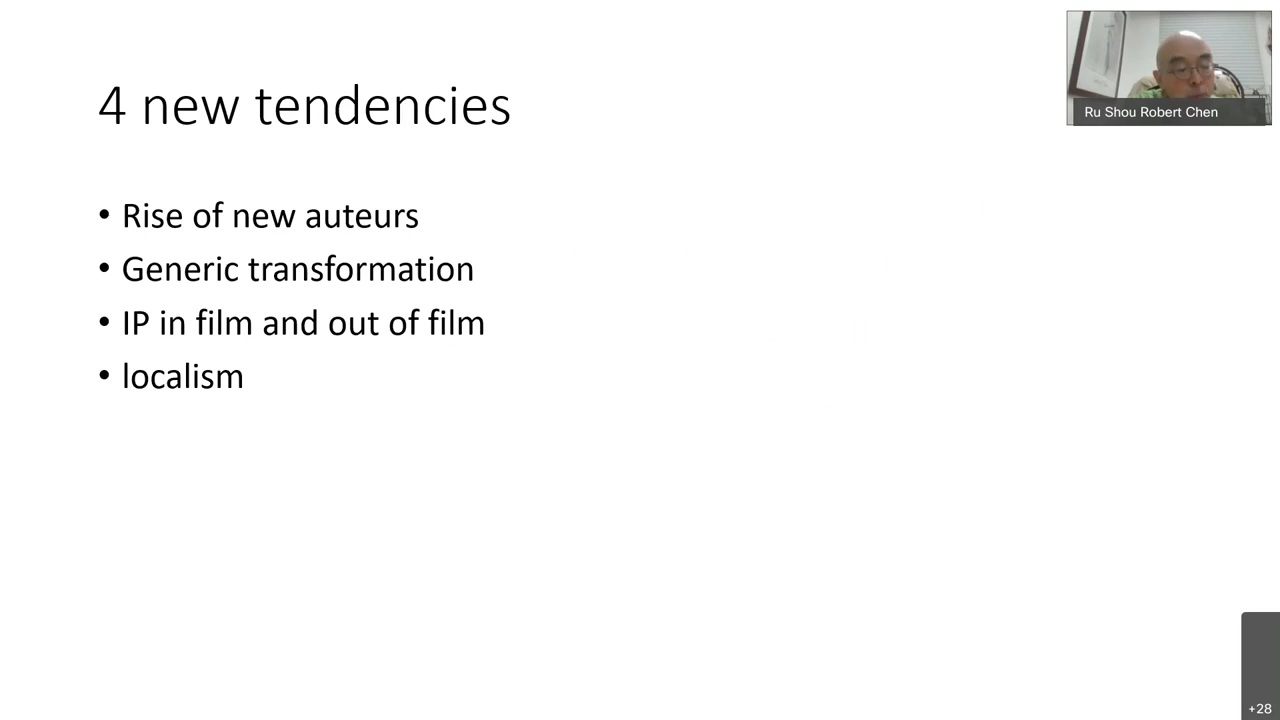 4 new tendencies
• Rise of new auteurs
• Generic transformation
• IP in film and out of film
• localism
Ru Shou Robert Chen
+28